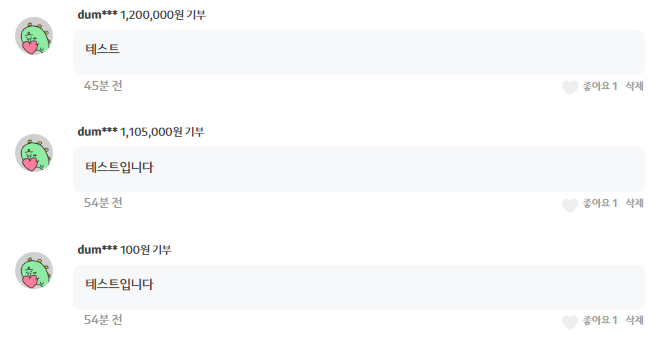 dum*** 1,200,000원 기부
테스트
45분 전 좋아요 1 삭제
dum*** 1,105,000원 기부
테스트입니다
54분 전 좋아요 1 삭제
dum*** 100원 기부
테스트입니다
54분 전 좋아요 1 삭제